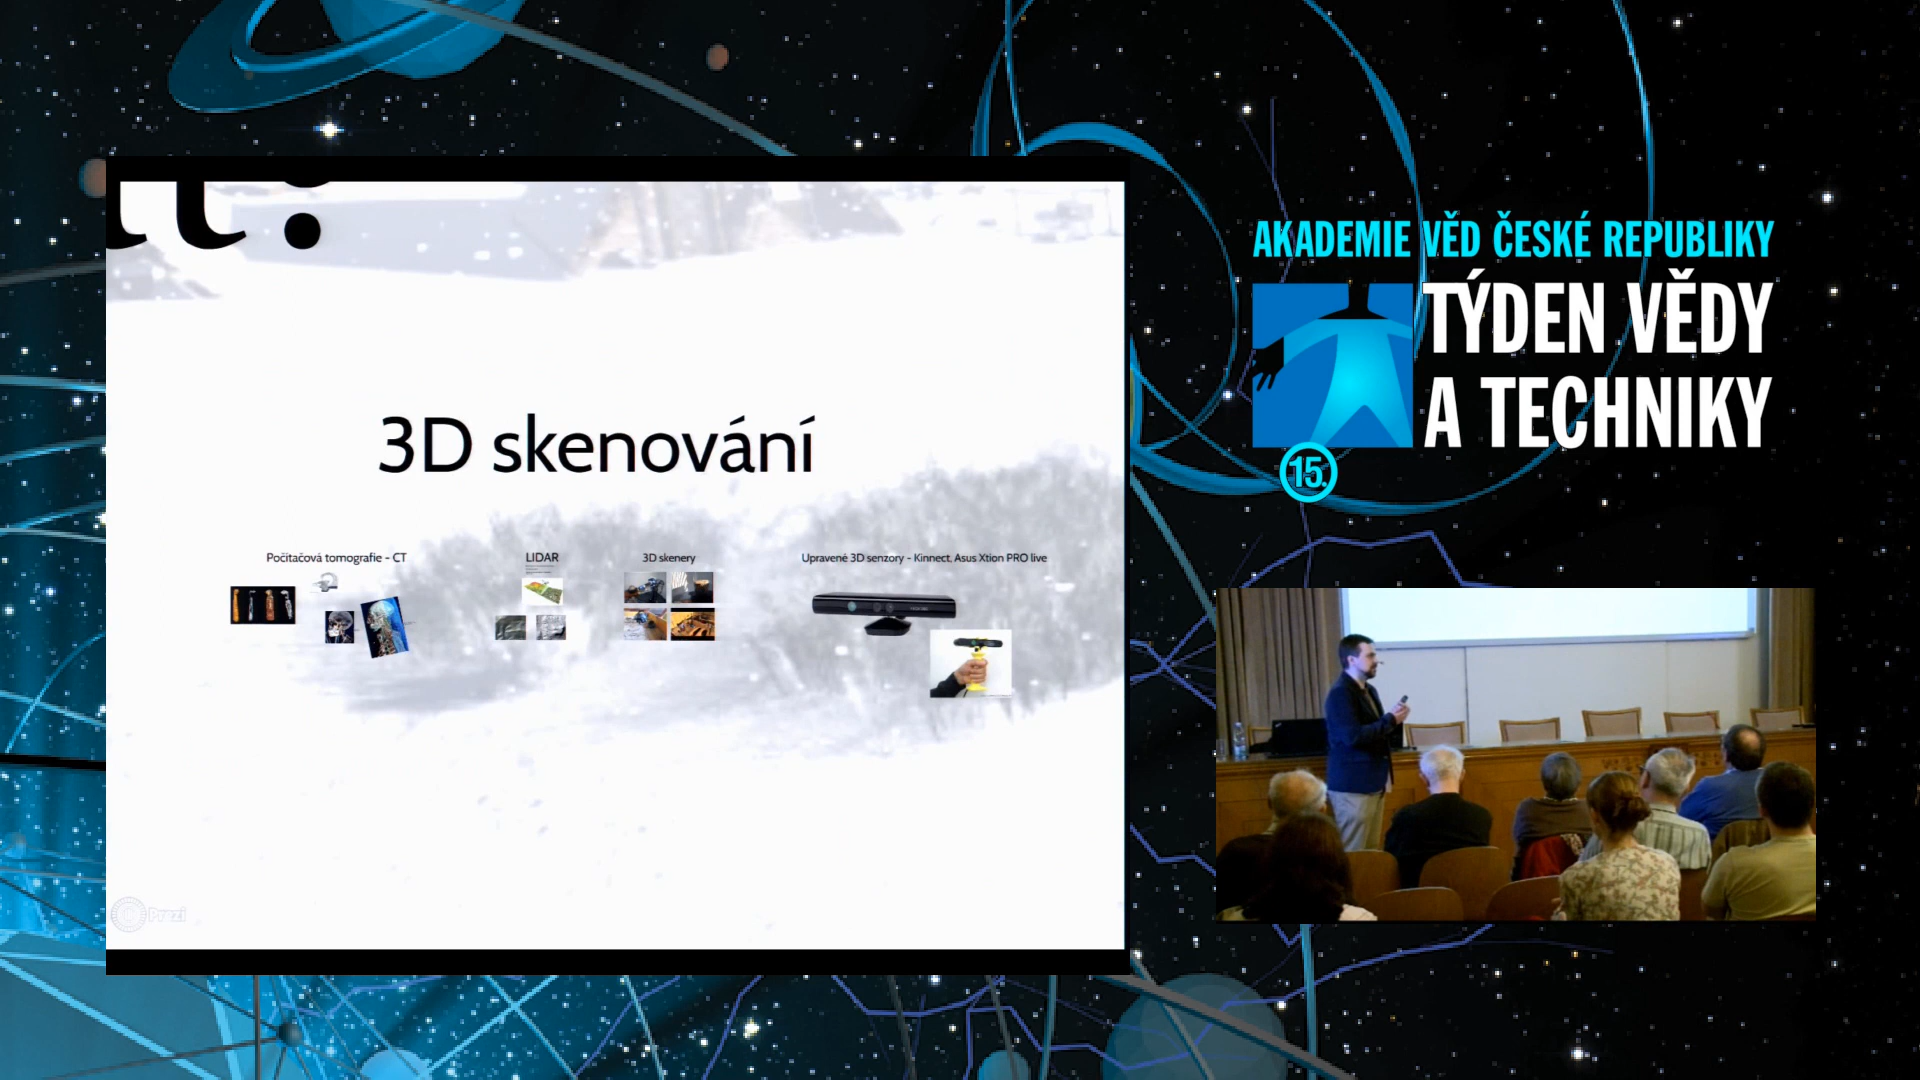 3D skenování
Počítačová tomografie - CT
LIDAR
3D skenery
Upravené 3D senzory - Kinnect, Asus Xtion PRO live
Prezi
AKADEMIE VĚD ČESKÉ REPUBLIKY
TÝDEN VĚDY
A TECHNIKY
15.